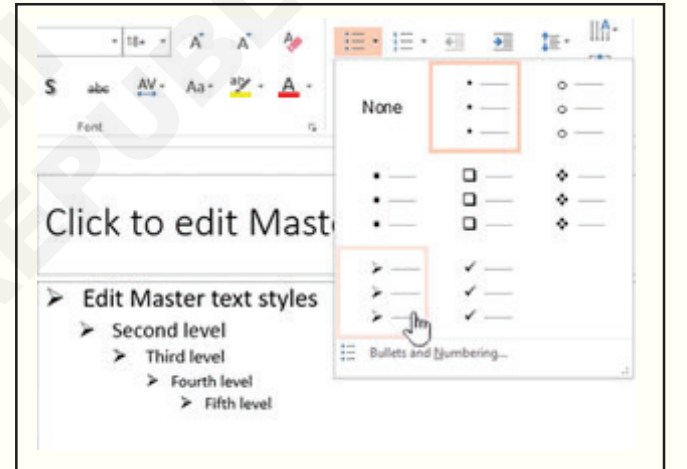 18+ A A
S abc AV Aa aby A
Font
None
Click to edit Mast
Edit Master text styles
Second level
Third level
Fourth level
Fifth level
Bullets and Numbering...